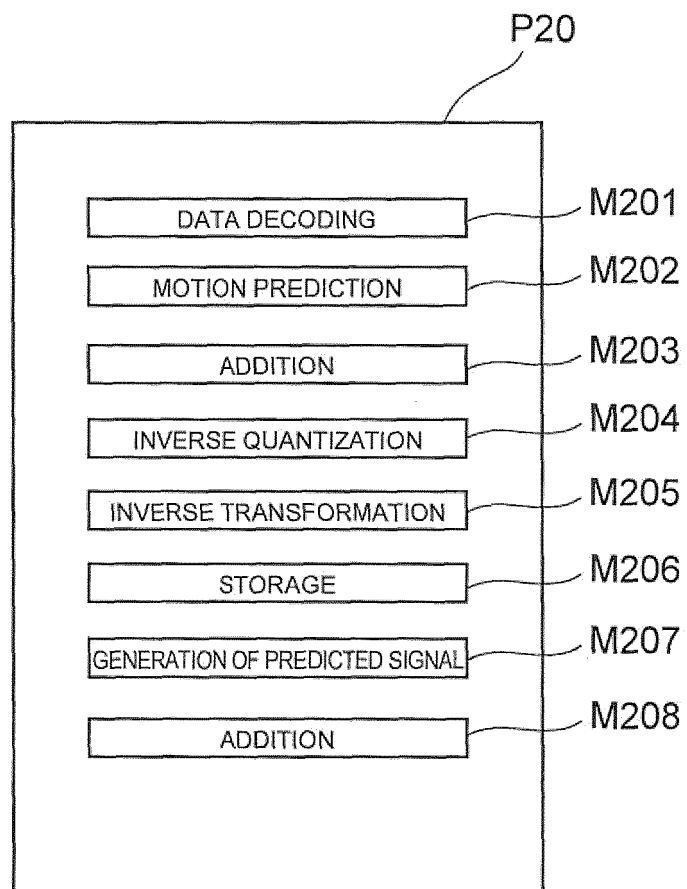 P20
DATA DECODING M201
MOTION PREDICTION M202
ADDITION M203
INVERSE QUANTIZATION M204
INVERSE TRANSFORMATION M205
STORAGE M206
GENERATION OF PREDICTED SIGNAL M207
ADDITION M208